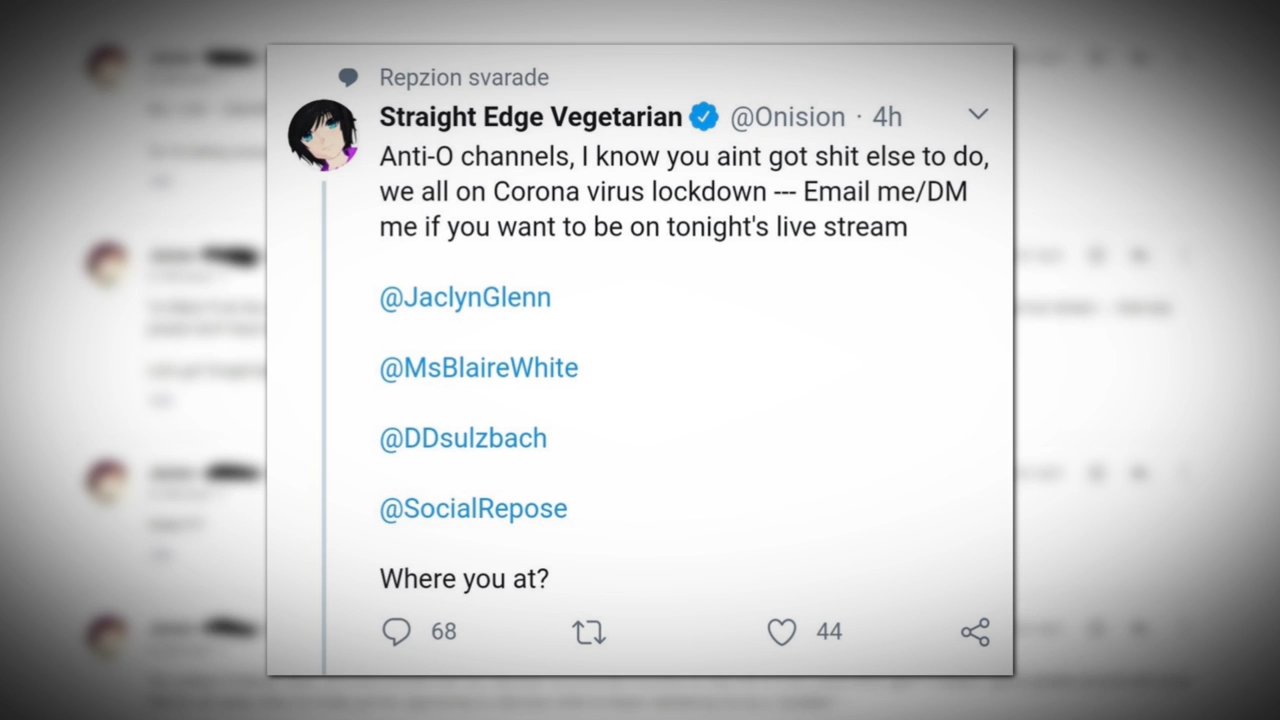 Repzion svarade
Straight Edge Vegetarian @Onision · 4h
Anti-O channels, I know you aint got shit else to do,
we all on Corona virus lockdown --- Email me/DM
me if you want to be on tonight's live stream
@JaclynGlenn
@MsBlaireWhite
@DDsulzbach
@SocialRepose
Where you at?
68 44